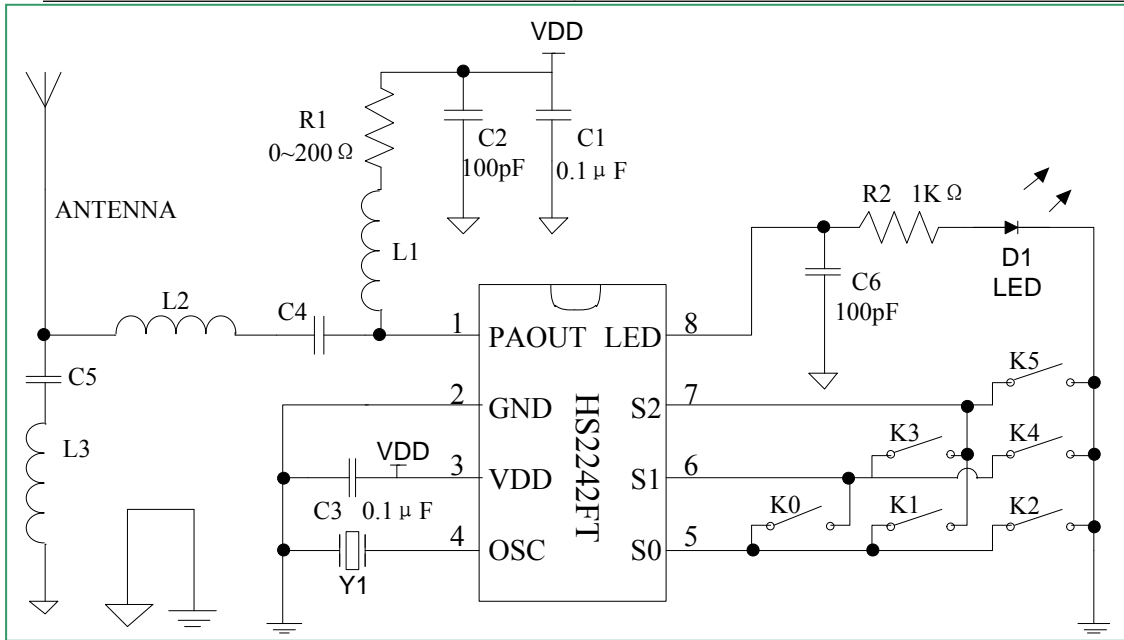 VDD
R1
0~200 Ω
C2
100pF
C1
0.1 μ F
ANTENNA
L1
R2 1K Ω
D1
LED
C6
100pF
L2
C4
C5
L3
1 PAOUT LED 8
2 GND S2 7
3 VDD S1 6
4 OSC S0 5
HS2242FT
VDD
C3 0.1 μ F
Y1
K5
K3
K4
K0
K1
K2